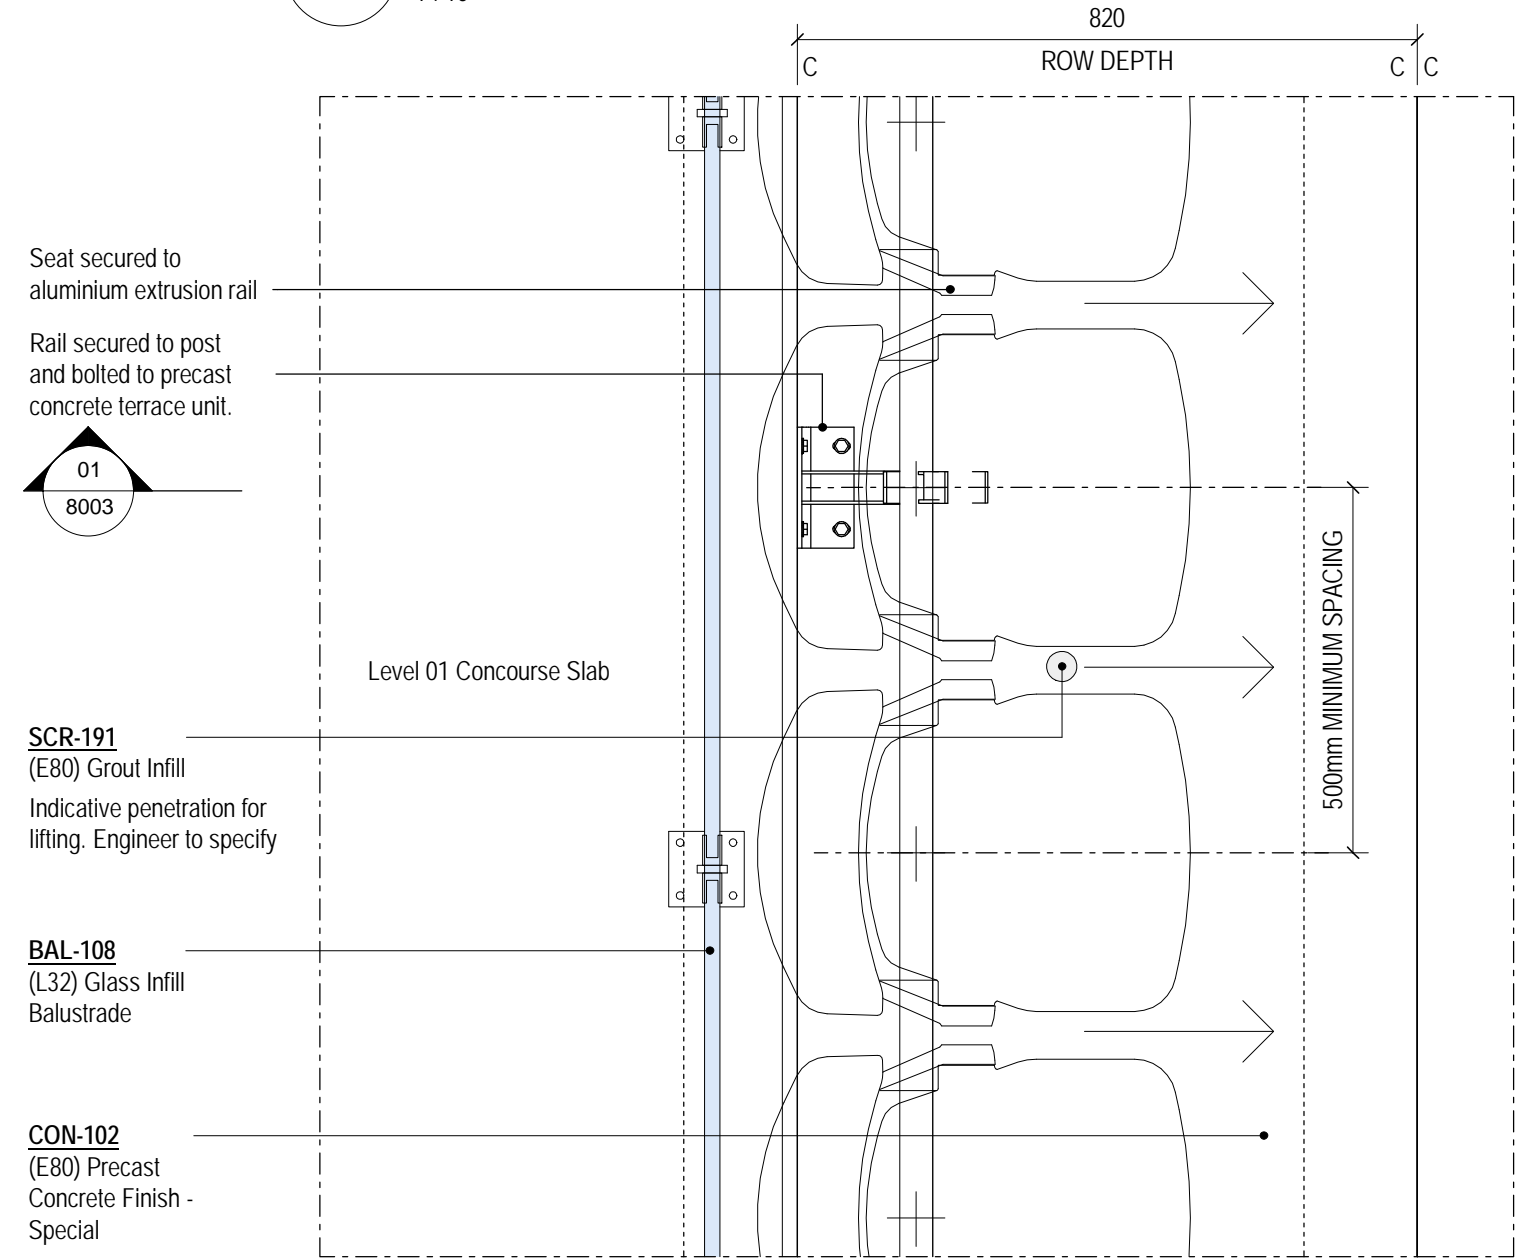 820
ROW DEPTH
C
C
C
Seat secured to
aluminium extrusion rail
Rail secured to post
and bolted to precast
concrete terrace unit.
01
8003
500mm MINIMUM SPACING
Level 01 Concourse Slab
SCR-191
(E80) Grout Infill
Indicative penetration for
lifting. Engineer to specify
BAL-108
(L32) Glass Infill
Balustrade
CON-102
(E80) Precast
Concrete Finish -
Special